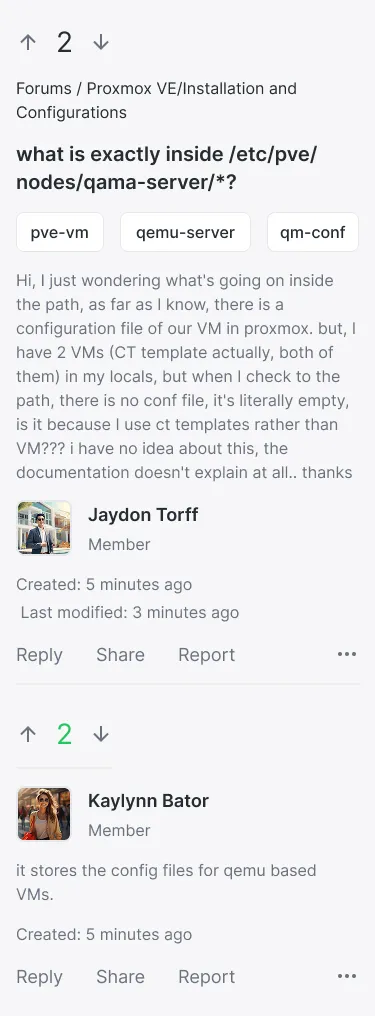 2
Forums / Proxmox VE/Installation and
Configurations
what is exactly inside /etc/pve/
nodes/qama-server/*?
pve-vm
qemu-server
qm-conf
Hi, I just wondering what's going on inside
the path, as far as I know, there is a
configuration file of our VM in proxmox. but, I
have 2 VMs (CT template actually, both of
them) in my locals, but when I check to the
path, there is no conf file, it's literally empty,
is it because I use ct templates rather than
VM??? i have no idea about this, the
documentation doesn't explain at all.. thanks
Jaydon Torff
Member
Created: 5 minutes ago
Last modified: 3 minutes ago
Reply Share Report
2
Kaylynn Bator
Member
it stores the config files for qemu based
VMs.
Created: 5 minutes ago
Reply Share Report